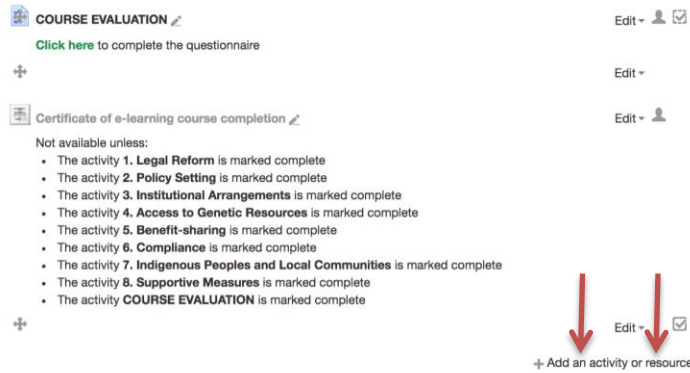 COURSE EVALUATION Edit
Click here to complete the questionnaire
Edit
Certificate of e-learning course completion Edit
Not available unless:
• The activity 1. Legal Reform is marked complete
• The activity 2. Policy Setting is marked complete
• The activity 3. Institutional Arrangements is marked complete
• The activity 4. Access to Genetic Resources is marked complete
• The activity 5. Benefit-sharing is marked complete
• The activity 6. Compliance is marked complete
• The activity 7. Indigenous Peoples and Local Communities is marked complete
• The activity 8. Supportive Measures is marked complete
• The activity COURSE EVALUATION is marked complete
Edit
+ Add an activity or resource